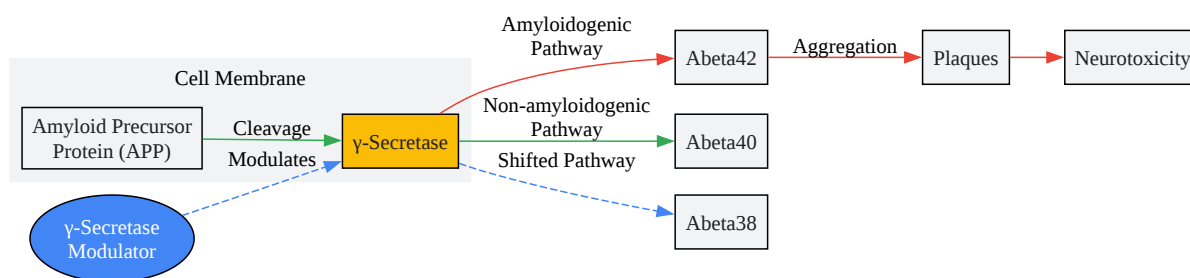 Cell Membrane
Amyloid Precursor
Protein (APP)
Cleavage
Modulates
γ-Secretase
γ-Secretase
Modulator
Amyloidogenic
Pathway
Non-amyloidogenic
Pathway
Shifted Pathway
Abeta42
Abeta40
Abeta38
Aggregation
Plaques
Neurotoxicity